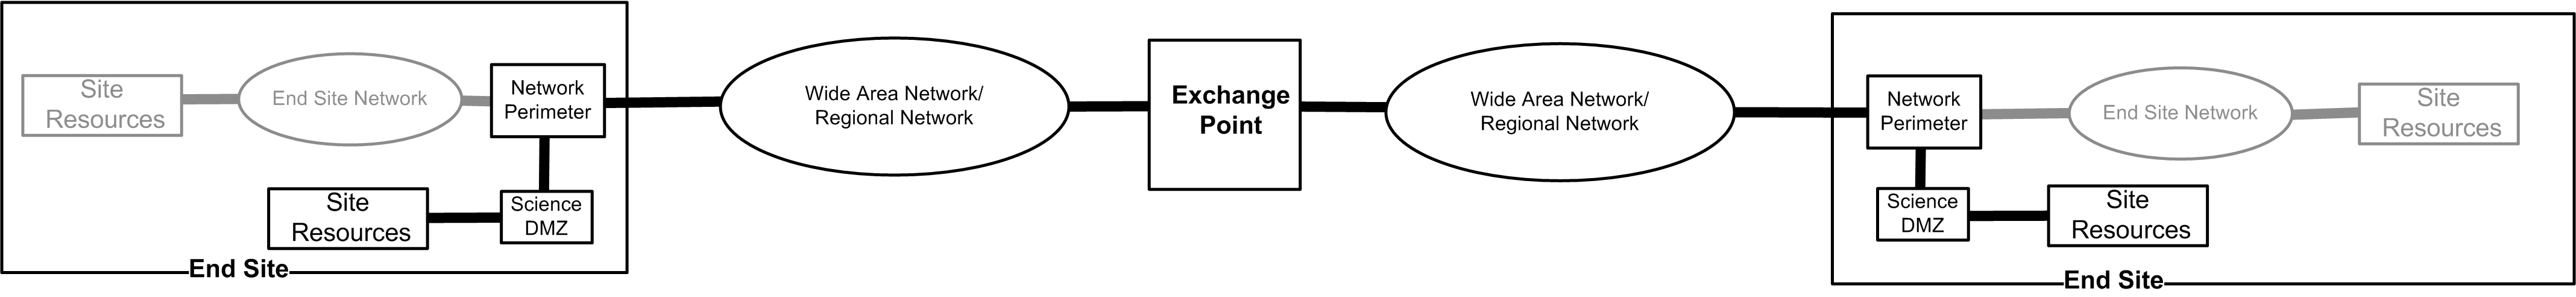 Site
Resources
End Site Network
Network
Perimeter
Site
Resources
Science
DMZ
End Site
Wide Area Network/
Regional Network
Exchange
Point
Wide Area Network/
Regional Network
Network
Perimeter
End Site Network
Site
Resources
Science
DMZ
Site
Resources
End Site